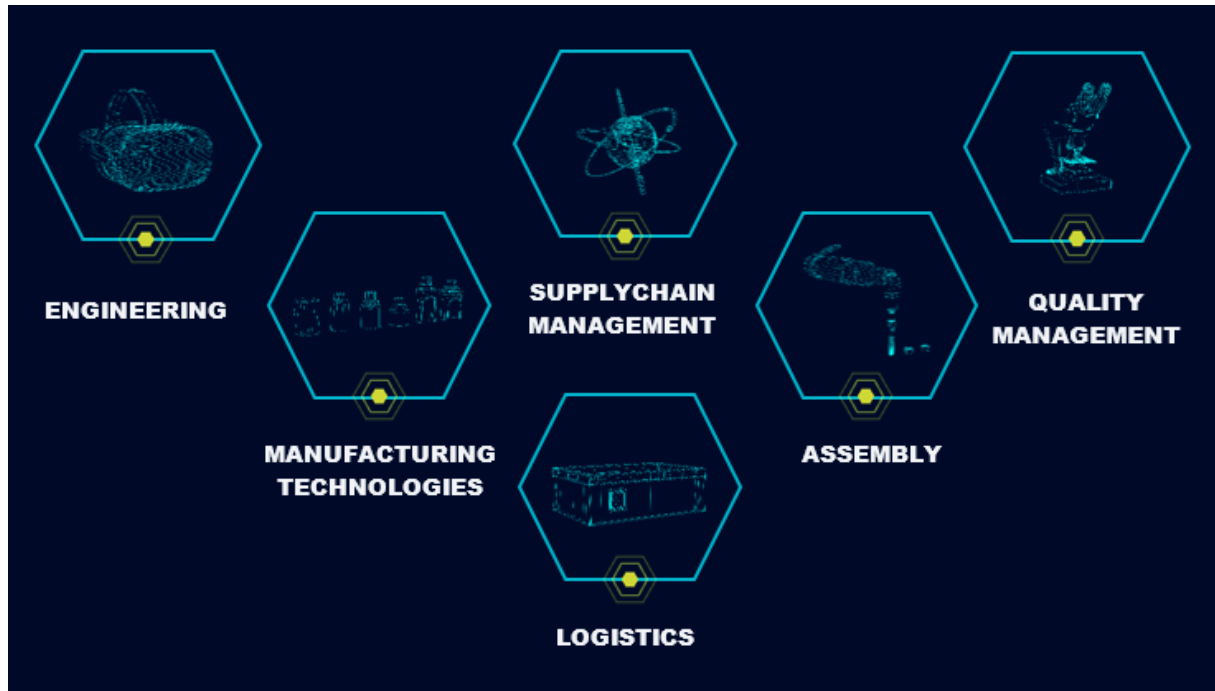 ENGINEERING
MANUFACTURING
TECHNOLOGIES
SUPPLYCHAIN
MANAGEMENT
LOGISTICS
ASSEMBLY
QUALITY
MANAGEMENT